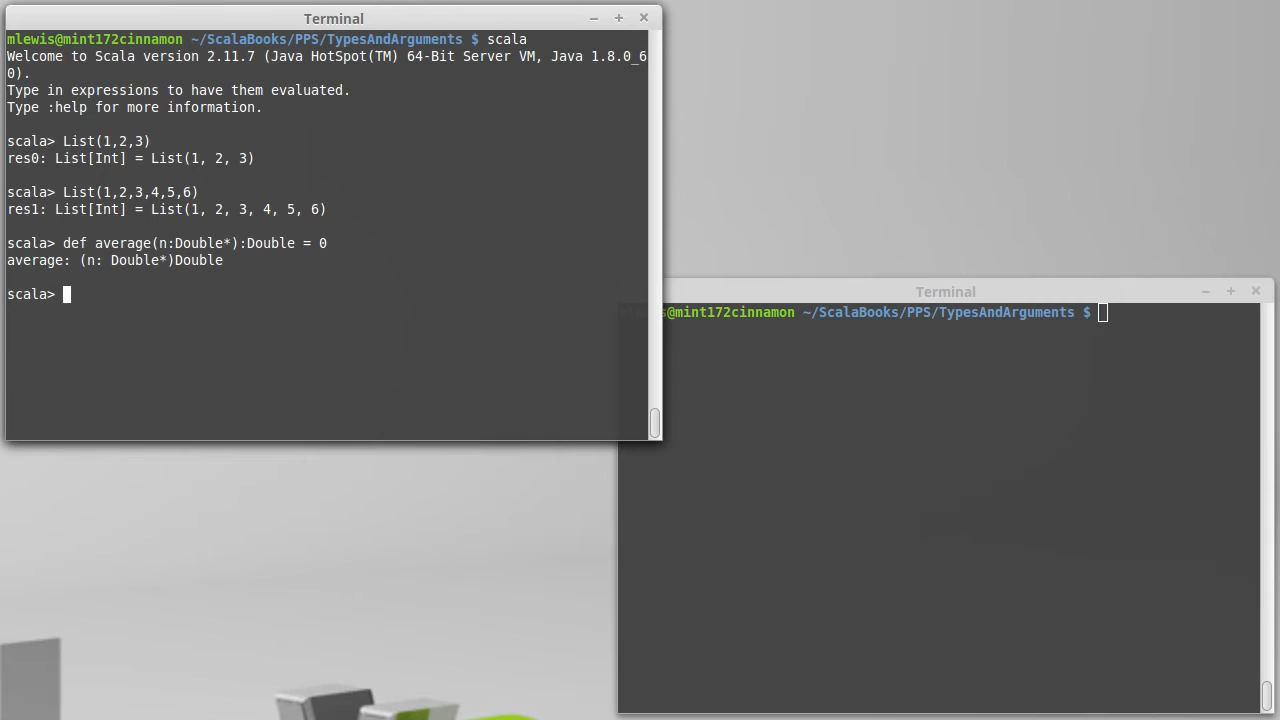 Terminal
mlewis@mint172cinnamon ~/ScalaBooks/PPS/TypesAndArguments $ scala
Welcome to Scala version 2.11.7 (Java HotSpot(TM) 64-Bit Server VM, Java 1.8.0_6
0).
Type in expressions to have them evaluated.
Type :help for more information.
scala> List(1,2,3)
res0: List[Int] = List(1, 2, 3)
scala> List(1,2,3,4,5,6)
res1: List[Int] = List(1, 2, 3, 4, 5, 6)
scala> def average(n:Double*):Double = 0
average: (n: Double*)Double
scala>
Terminal
s@mint172cinnamon ~/ScalaBooks/PPS/TypesAndArguments $